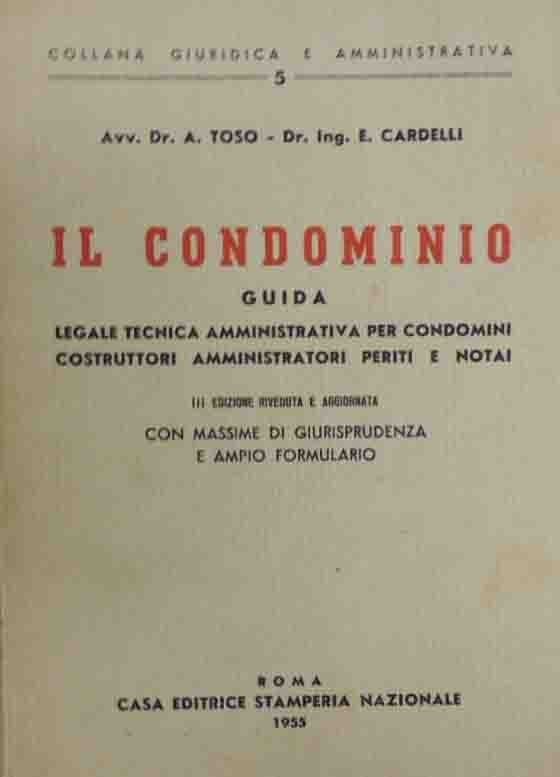 COLLANA GIURIDICA E AMMINISTRATIVA
5
Avv. Dr. A. TOSO - Dr. Ing. E. CARDELLI
IL CONDOMINIO
GUIDA
LEGALE TECNICA AMMINISTRATIVA PER CONDOMINI
COSTRUTTORI AMMINISTRATORI PERITI E NOTAI
III EDIZIONE RIVEDUTA E AGGIORNATA
CON MASSIME DI GIURISPRUDENZA
E AMPIO FORMULARIO
ROMA
CASA EDITRICE STAMPERIA NAZIONALE
1955